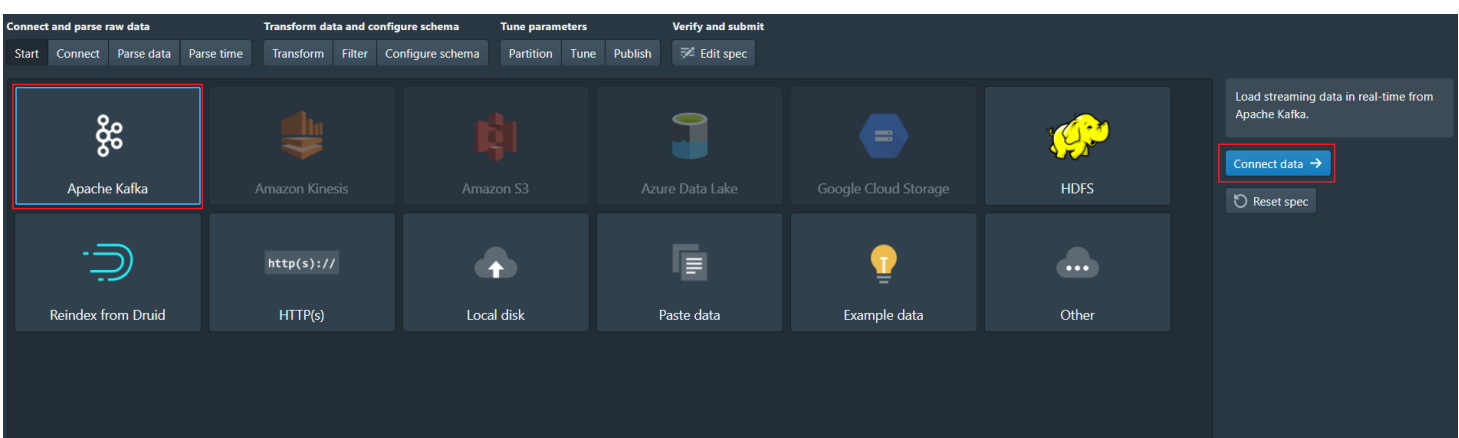 Connect and parse raw data
Transform data and configure schema
Tune parameters
Verify and submit
Start
Connect
Parse data
Parse time
Transform
Filter
Configure schema
Partition
Tune
Publish
Edit spec
Apache Kafka
Amazon Kinesis
Amazon S3
Azure Data Lake
Google Cloud Storage
HDFS
http(s)://
Reindex from Druid
HTTP(s)
Local disk
Paste data
Example data
Other
Load streaming data in real-time from
Apache Kafka.
Connect data
Reset spec